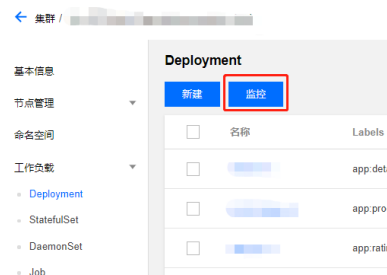 集群 /
基本信息
节点管理
命名空间
工作负载
Deployment
StatefulSet
DaemonSet
Job
Deployment
新建
监控
名称
Labels
app:deta
app:pro
app:rati